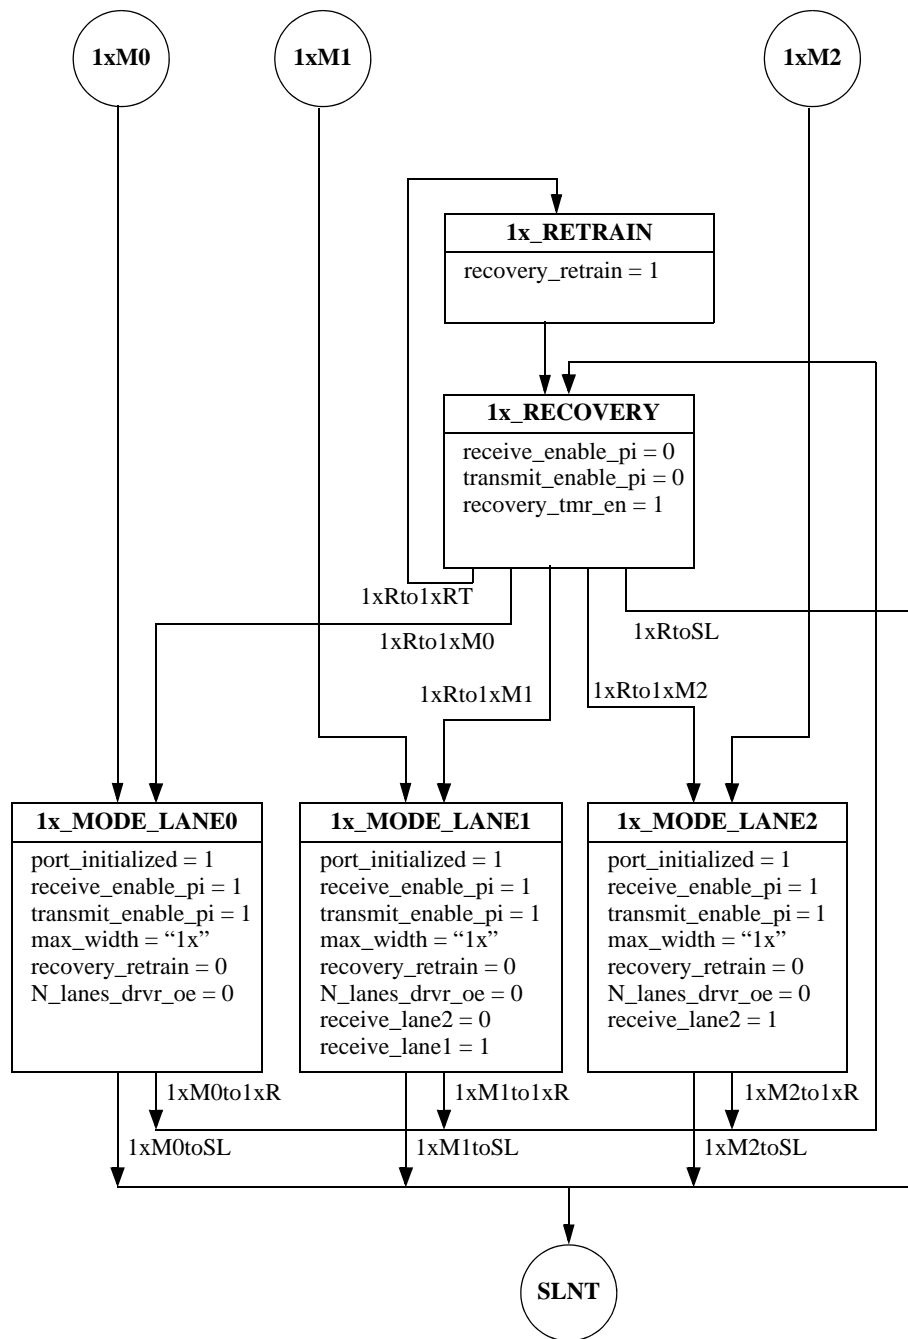 1xM0
1xM1
1xM2
1x_RETRAIN
recovery_retrain = 1
1x_RECOVERY
receive_enable_pi = 0
transmit_enable_pi = 0
recovery_tmr_en = 1
1xRto1xRT
1xRtoSL
1xRto1xM0
1xRto1xM1
1xRto1xM2
1x_MODE_LANE0
port_initialized = 1
receive_enable_pi = 1
transmit_enable_pi = 1
max_width = “1x”
recovery_retrain = 0
N_lanes_drvr_oe = 0
1x_MODE_LANE1
port_initialized = 1
receive_enable_pi = 1
transmit_enable_pi = 1
max_width = “1x”
recovery_retrain = 0
N_lanes_drvr_oe = 0
receive_lane2 = 0
receive_lane1 = 1
1x_MODE_LANE2
port_initialized = 1
receive_enable_pi = 1
transmit_enable_pi = 1
max_width = “1x”
recovery_retrain = 0
N_lanes_drvr_oe = 0
receive_lane2 = 1
1xM0to1xR
1xM1to1xR
1xM2to1xR
1xM0toSL
1xM1toSL
1xM2toSL
SLNT